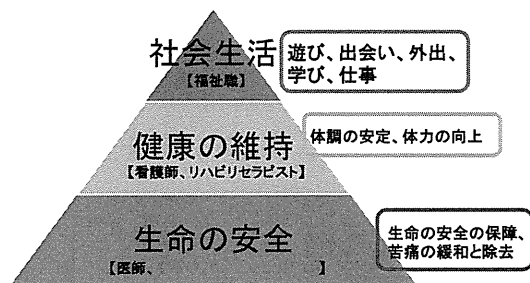 社会生活
【福祉職】
遊び、出会い、外出、
学び、仕事
健康の維持
【看護師、リハビリセラピスト】
体調の安定、体力の向上
生命の安全
【医師、 】
生命の安全の保障、
苦痛の緩和と除去